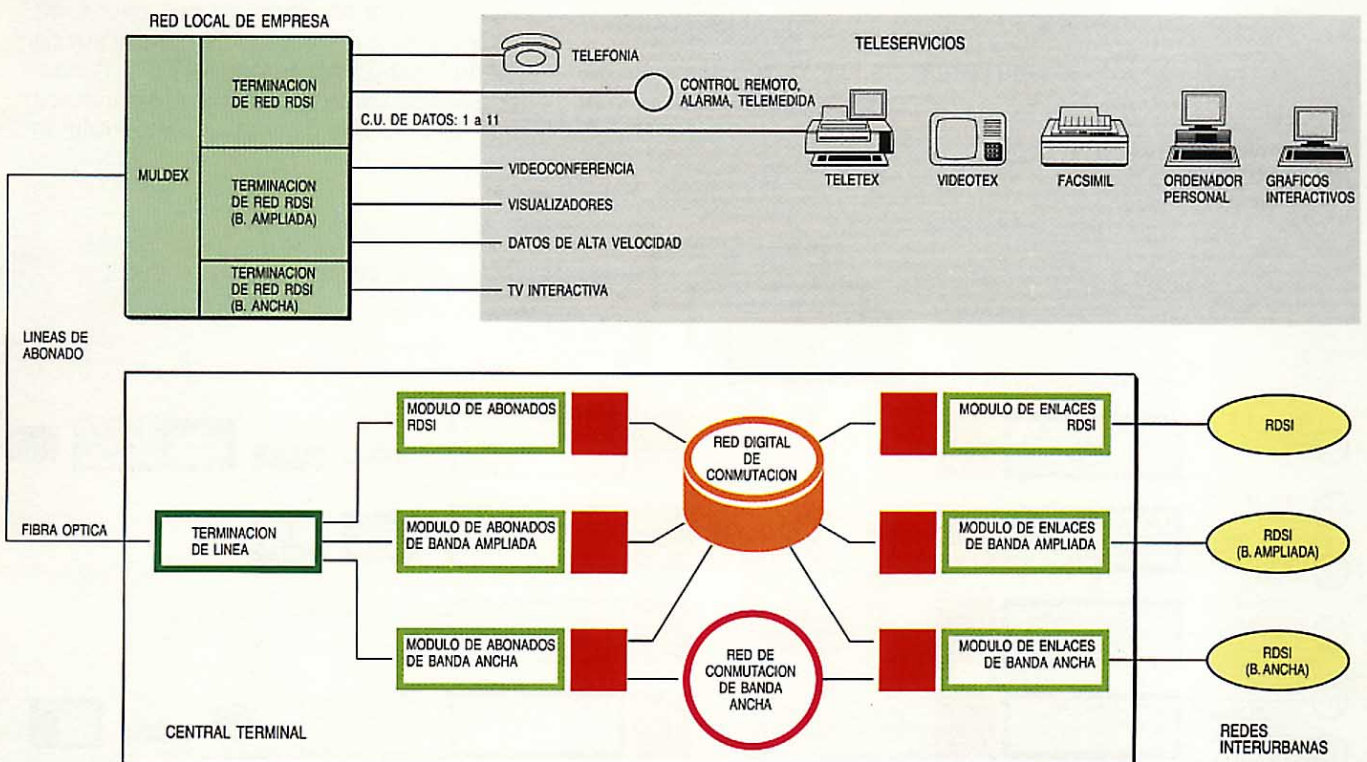 RED LOCAL DE EMPRESA
MULDEX
TERMINACION
DE RED RDSI
TERMINACION
DE RED RDSI
(B. AMPLIADA)
TERMINACION
DE RED RDSI
(B. ANCHA)
TELESERVICIOS
TELEFONIA
CONTROL REMOTO,
ALARMA, TELEMEDIDA
C.U. DE DATOS: 1 a 11
TELETEX
VIDEOTEX
FACSIMIL
ORDENADOR
PERSONAL
GRAFICOS
INTERACTIVOS
VIDEOCONFERENCIA
VISUALIZADORES
DATOS DE ALTA VELOCIDAD
TV INTERACTIVA
LINEAS DE
ABONADO
FIBRA OPTICA
TERMINACION
DE LINEA
MODULO DE ABONADOS
RDSI
MODULO DE ABONADOS
DE BANDA AMPLIADA
MODULO DE ABONADOS
DE BANDA ANCHA
RED DIGITAL
DE
CONMUTACION
RED DE
CONMUTACION
DE BANDA
ANCHA
MODULO DE ENLACES
RDSI
MODULO DE ENLACES
DE BANDA AMPLIADA
MODULO DE ENLACES
DE BANDA ANCHA
RDSI
RDSI
(B. AMPLIADA)
RDSI
(B. ANCHA)
CENTRAL TERMINAL
REDES
INTERURBANAS